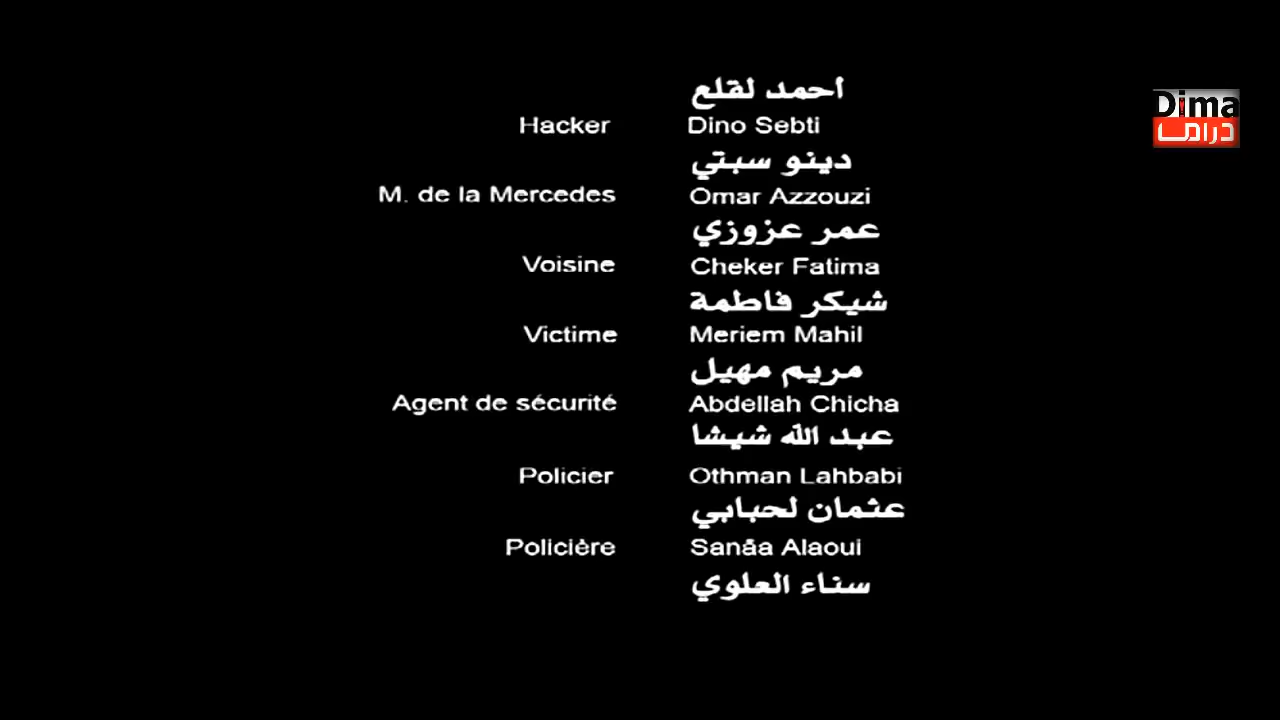 أحمد لقلع
Hacker Dino Sebti
دينو سبتي
M. de la Mercedes Omar Azzouzi
عمر عزوزي
Voisine Cheker Fatima
شيكر فاطمة
Victime Meriem Mahil
مريم مهيل
Agent de sécurité Abdellah Chicha
عبد الله شيشا
Policier Othman Lahbabi
عثمان لحبابي
Policière Sanâa Alaoui
سناء العلوي
Dima
دراما